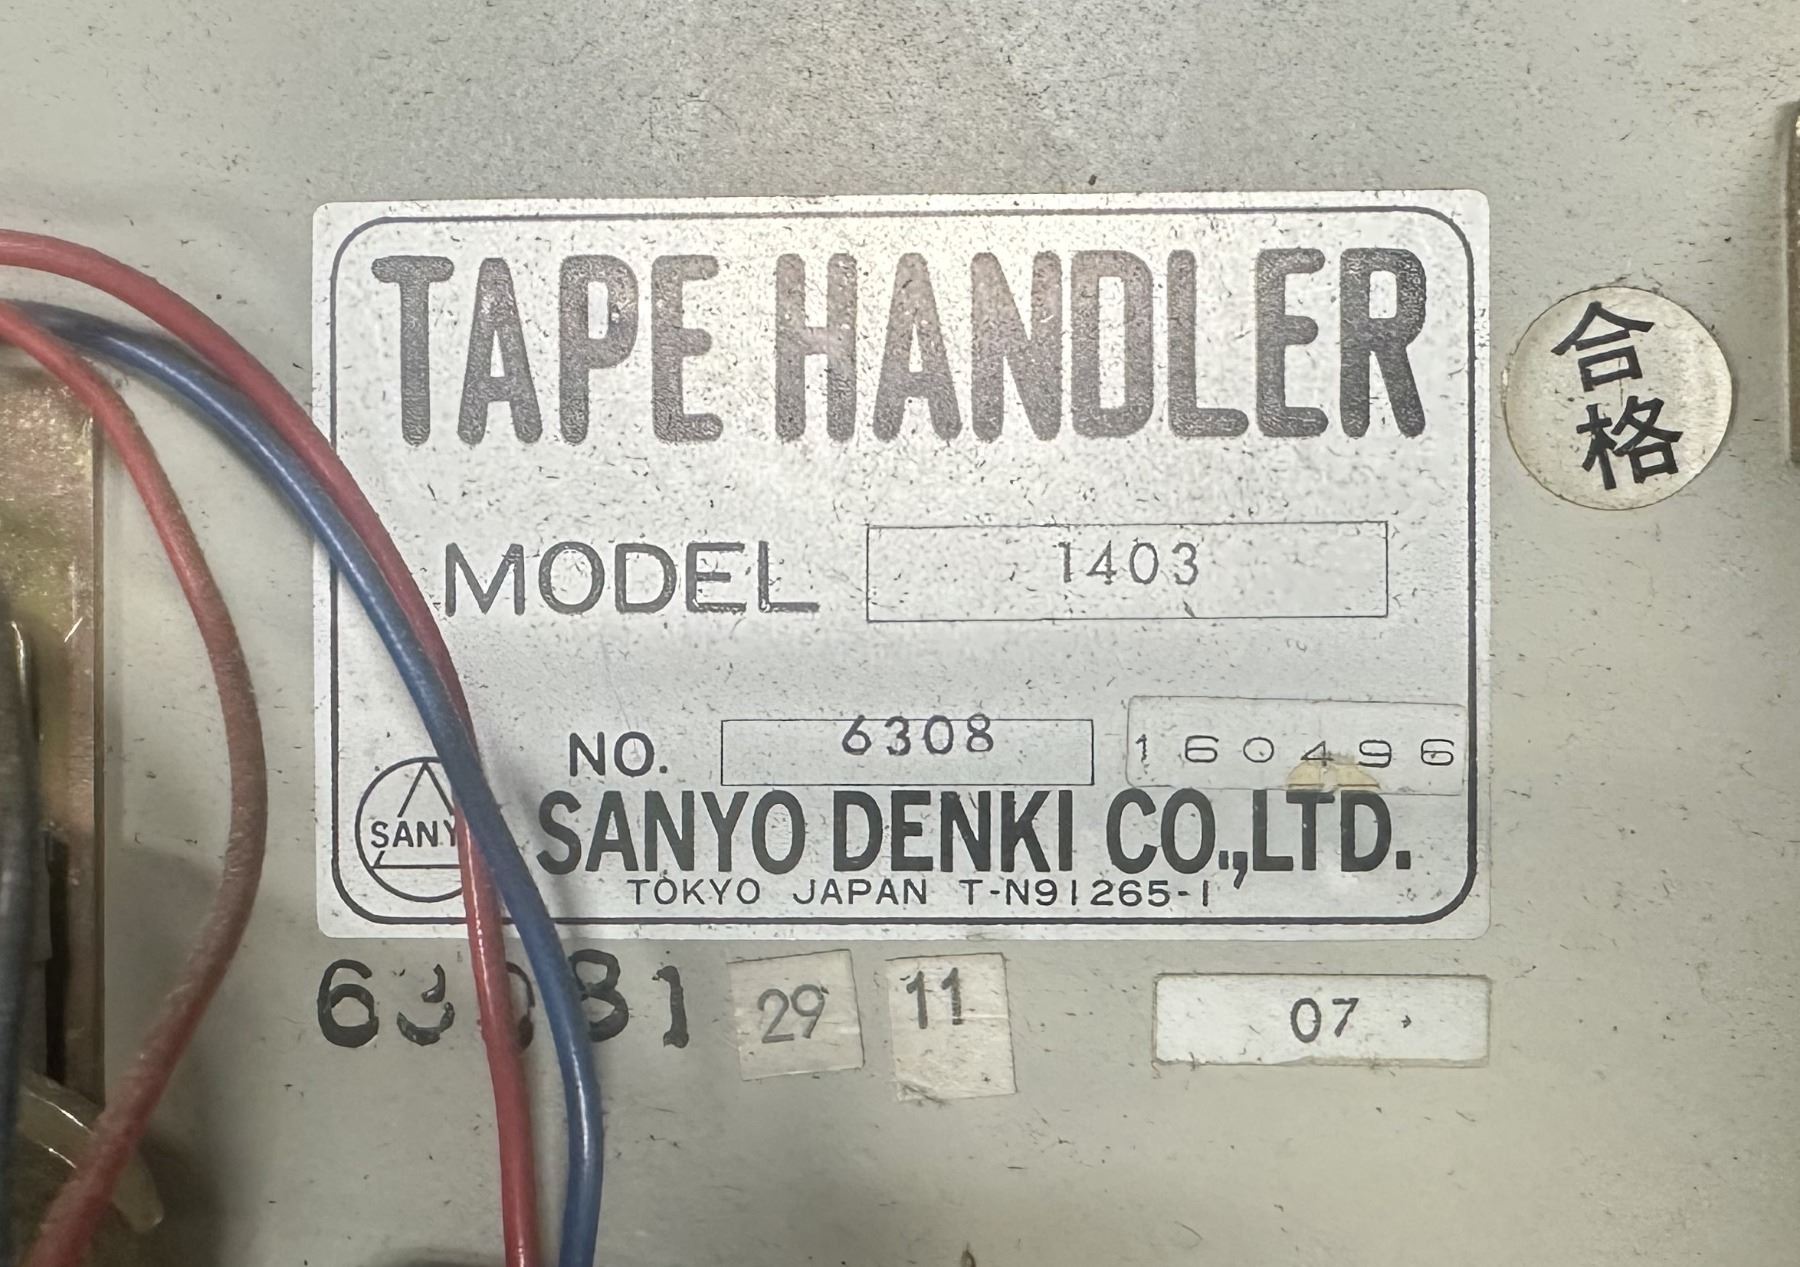 TAPE HANDLER
合格
MODEL 1403
NO. 6308 160496
SANY
SANYO DENKI CO.,LTD.
TOKYO JAPAN T-N91265-1
29 11 07